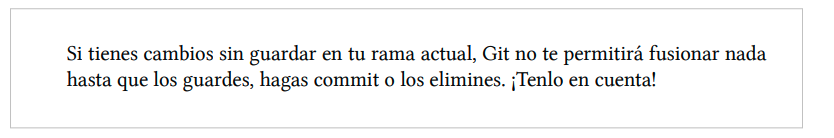 Si tienes cambios sin guardar en tu rama actual, Git no te permitirá fusionar nada
hasta que los guardes, hagas commit o los elimines. ¡Tenlo en cuenta!